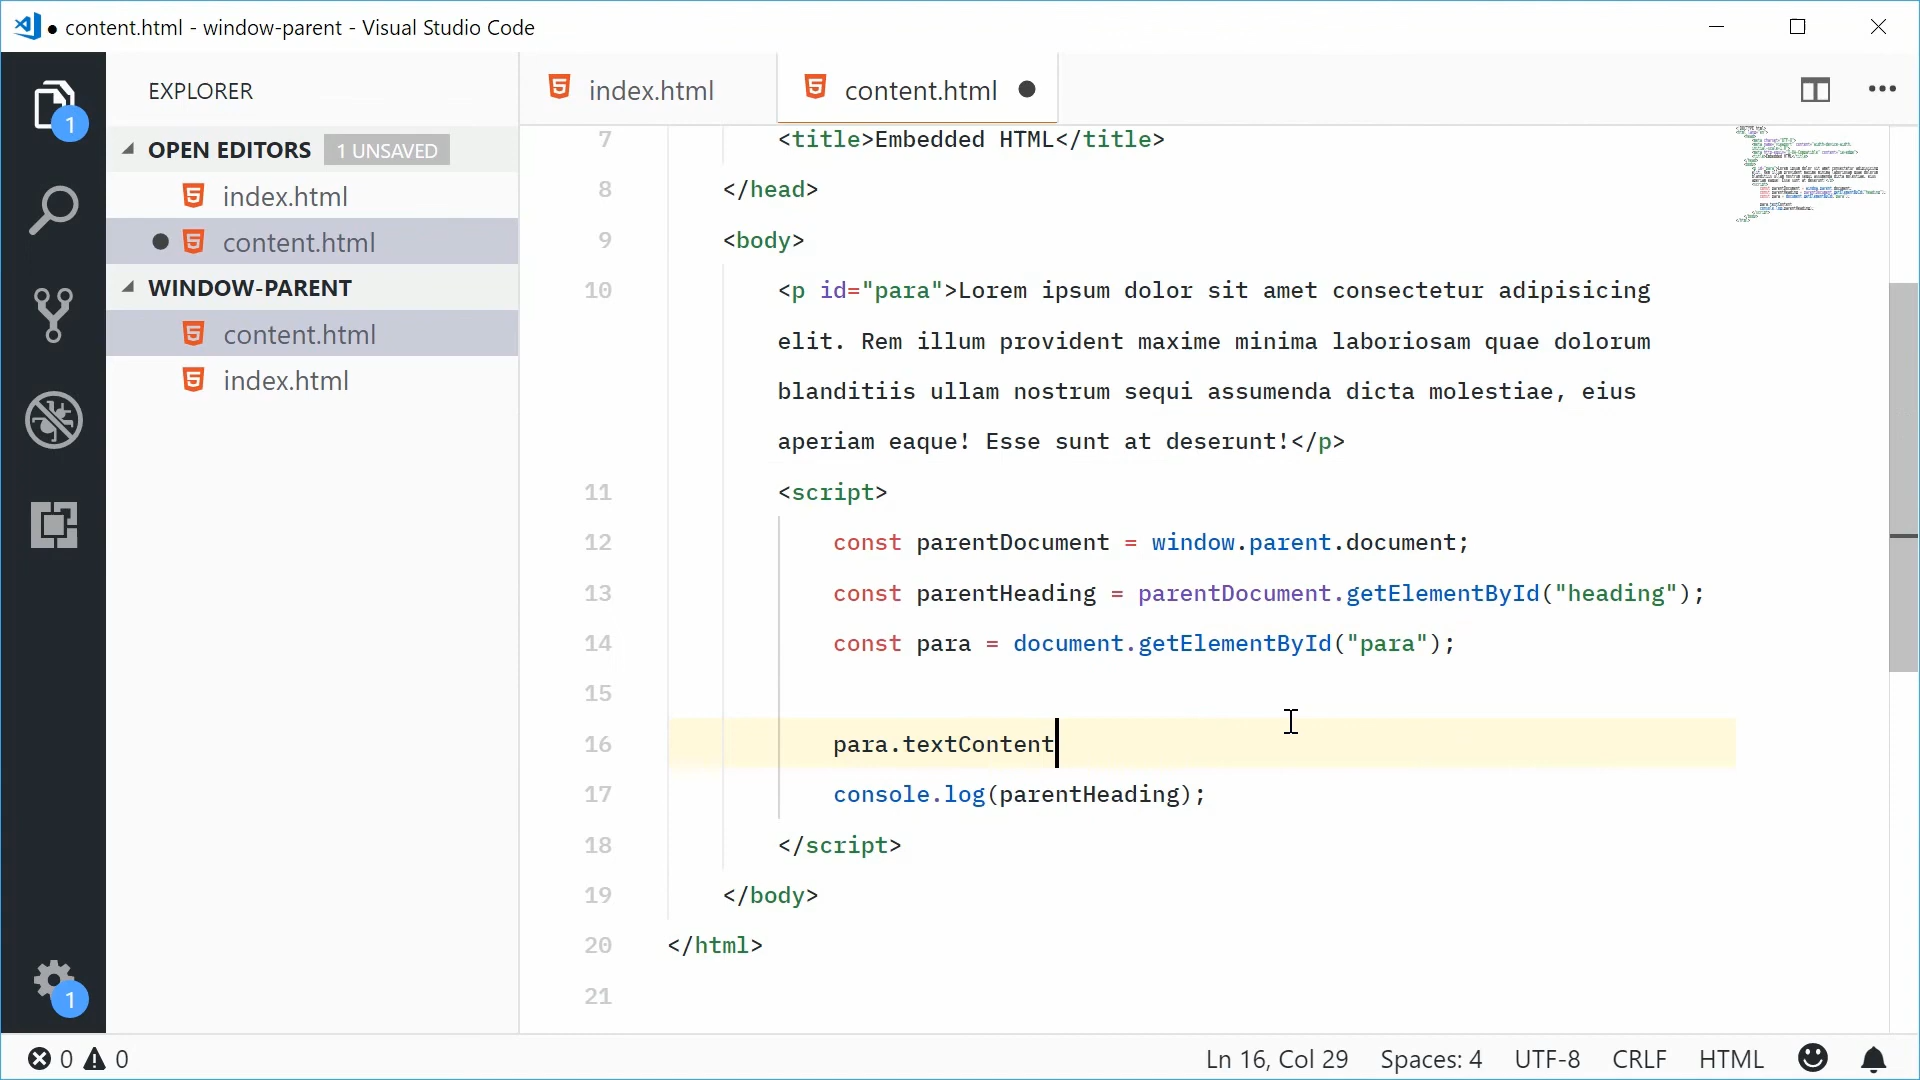 content.html - window-parent - Visual Studio Code
EXPLORER
OPEN EDITORS 1 UNSAVED
index.html
content.html
WINDOW-PARENT
content.html
index.html
1
1
index.html content.html
7 <title>Embedded HTML</title>
8 </head>
9 <body>
10 <p id="para">Lorem ipsum dolor sit amet consectetur adipisicing
elit. Rem illum provident maxime minima laboriosam quae dolorum
blanditiis ullam nostrum sequi assumenda dicta molestiae, eius
aperiam eaque! Esse sunt at deserunt!</p>
11 <script>
12 const parentDocument = window.parent.document;
13 const parentHeading = parentDocument.getElementById("heading");
14 const para = document.getElementById("para");
15
16 para.textContent
17 console.log(parentHeading);
18 </script>
19 </body>
20 </html>
21
0 0 Ln 16, Col 29 Spaces: 4 UTF-8 CRLF HTML